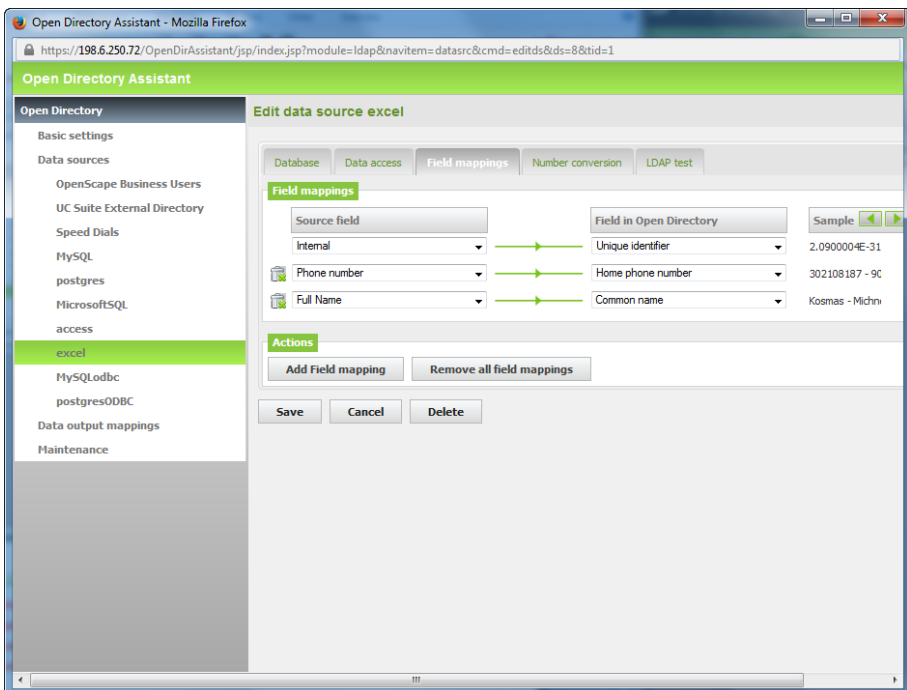 Open Directory Assistant - Mozilla Firefox
https://198.6.250.72/OpenDirAssistant/jsp/index.jsp?module=ldap&navitem=datasrc&cmd=editds&ds=8&tid=1
Open Directory Assistant
Open Directory
Basic settings
Data sources
OpenScape Business Users
UC Suite External Directory
Speed Dials
MySQL
postgres
MicrosoftSQL
access
excel
MySQLodbc
postgresODBC
Data output mappings
Maintenance
Edit data source excel
Database Data access Field mappings Number conversion LDAP test
Field mappings
Source field Field in Open Directory Sample
Internal Unique identifier 2.0900004E-31
Phone number Home phone number 302108187 - 90
Full Name Common name Kosmas - Michn
Actions
Add Field mapping Remove all field mappings
Save Cancel Delete